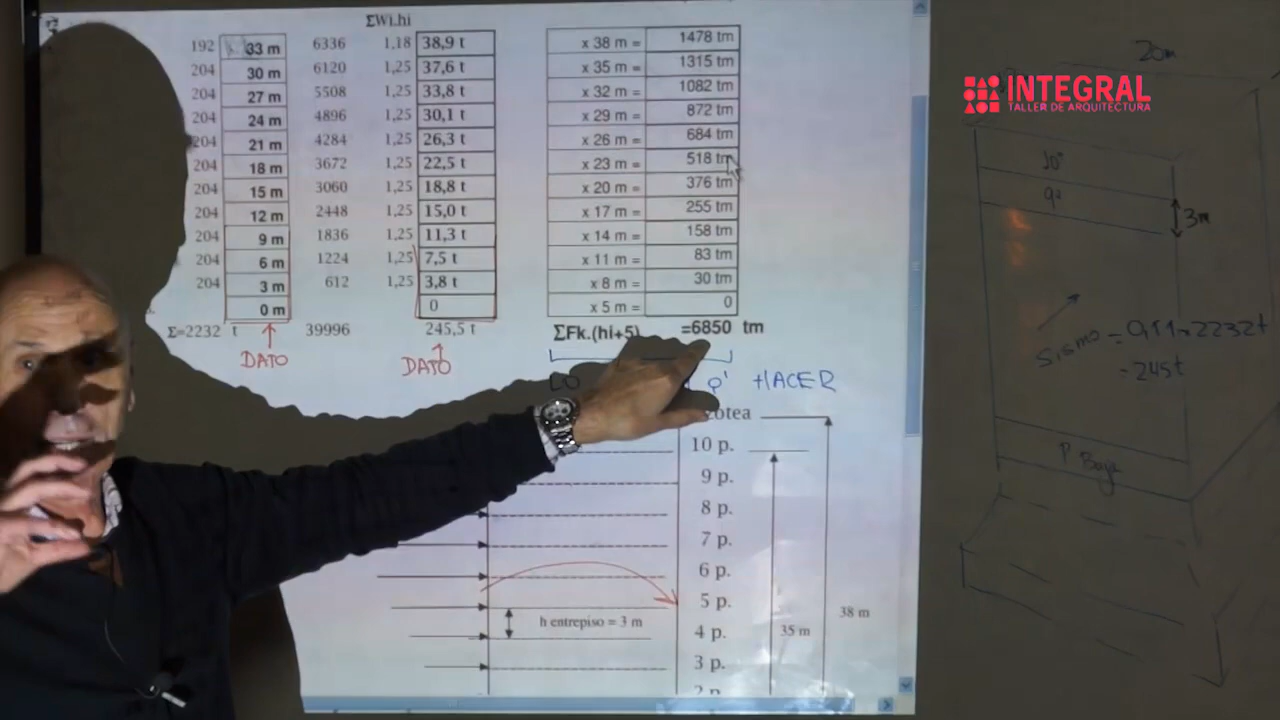 ΣWi.hi
192 33 m 6336 1,18 38,9 t x 38 m = 1478 tm
204 30 m 6120 1,25 37,6 t x 35 m = 1315 tm
204 27 m 5508 1,25 33,8 t x 32 m = 1082 tm
204 24 m 4896 1,25 30,1 t x 29 m = 872 tm
204 21 m 4284 1,25 26,3 t x 26 m = 684 tm
204 18 m 3672 1,25 22,5 t x 23 m = 518 tm
204 15 m 3060 1,25 18,8 t x 20 m = 376 tm
204 12 m 2448 1,25 15,0 t x 17 m = 255 tm
204 9 m 1836 1,25 11,3 t x 14 m = 158 tm
204 6 m 1224 1,25 7,5 t x 11 m = 83 tm
204 3 m 612 1,25 3,8 t x 8 m = 30 tm
0 m 0 x 5 m = 0
Σ=2232 t 39996 245,5 t ΣFk.(hi+5) =6850 tm
DATO DATO
HACER
10 p.
9 p.
8 p.
7 p.
6 p.
5 p.
h entrepiso = 3 m
4 p.
35 m
38 m
3 p.
INTEGRAL
TALLER DE ARQUITECTURA
20m
10°
9°
3m
Sismo = 0,11 x 2232t
= 245t
P Baja